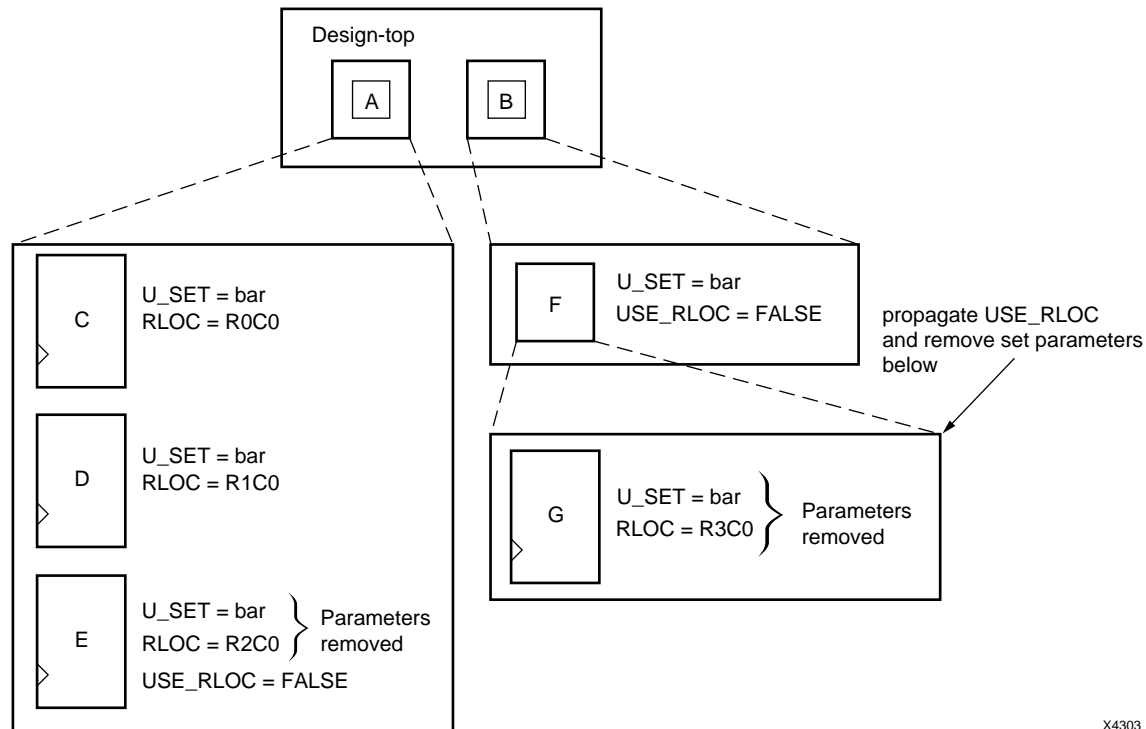 Design-top
A
B
C
U_SET = bar
RLOC = R0C0
D
U_SET = bar
RLOC = R1C0
E
U_SET = bar
RLOC = R2C0
Parameters
removed
USE_RLOC = FALSE
F
U_SET = bar
USE_RLOC = FALSE
propagate USE_RLOC
and remove set parameters
below
G
U_SET = bar
RLOC = R3C0
Parameters
removed
X4303